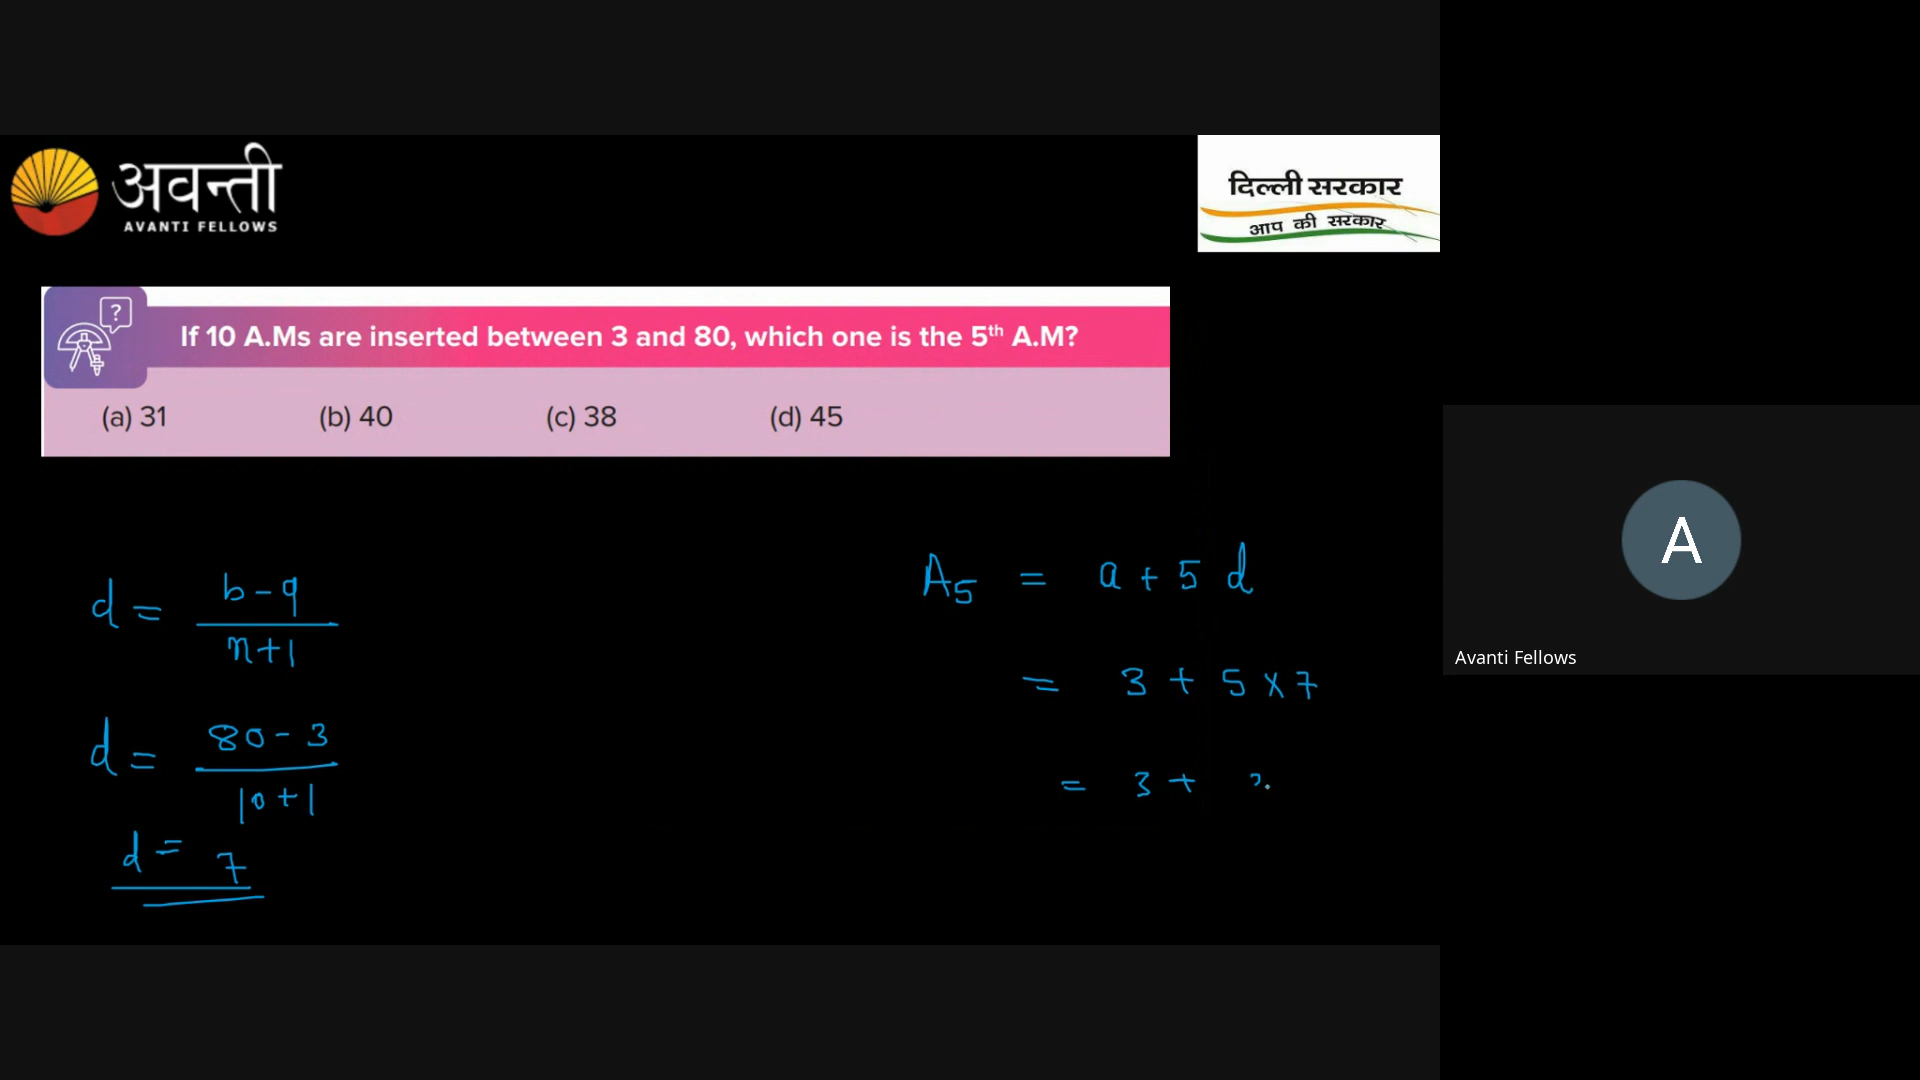 अवन्ती
AVANTI FELLOWS
दिल्ली सरकार
आप की सरकार
?
If 10 A.Ms are inserted between 3 and 80, which one is the 5th A.M?
(a) 31 (b) 40 (c) 38 (d) 45
d = b-a
n+1
d = 80-3
10+1
d = 7
A5 = a + 5 d
= 3 + 5 x 7
= 3 +
A
Avanti Fellows